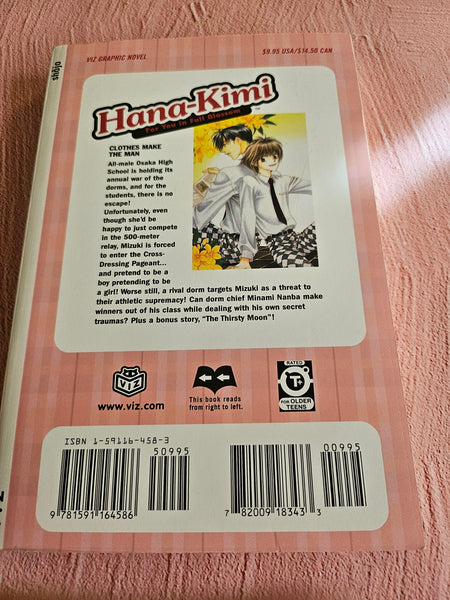 shôjo
VIZ GRAPHIC NOVEL
$9.95 USA/$14.50 CAN
Hana-Kimi
For You in Full Blossom
CLOTHES MAKE
THE MAN
All-male Osaka High
School is holding its
annual war of the
dorms, and for the
students, there is no
escape!
Unfortunately, even
though she'd be
happy to just compete
in the 500-meter
relay, Mizuki is forced
to enter the Cross-
Dressing Pageant...
and pretend to be a
boy pretending to be
a girl! Worse still, a rival dorm targets Mizuki as a threat to
their athletic supremacy! Can dorm chief Minami Nanba make
winners out of his class while dealing with his own secret
traumas? Plus a bonus story, "The Thirsty Moon"!
VIZ
www.viz.com
This book reads
from right to left.
RATED
T+
FOR OLDER
TEENS
ISBN 1-59116-458-3
50995
9 781591 164586
00995
7 82009 18343 3